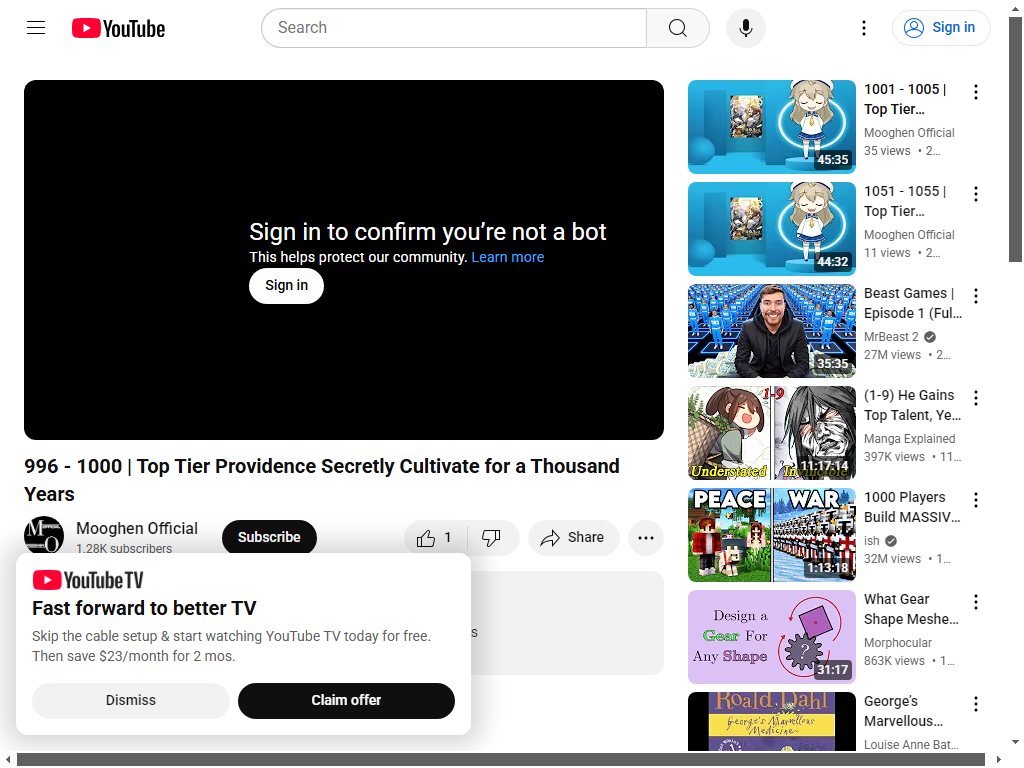 YouTube
Search
Sign in
Sign in to confirm you're not a bot
This helps protect our community. Learn more
Sign in
996 - 1000 | Top Tier Providence Secretly Cultivate for a Thousand
Years
Mooghen Official
1.28K subscribers
Subscribe
1
Share
s
YouTube TV
Fast forward to better TV
Skip the cable setup & start watching YouTube TV today for free.
Then save $23/month for 2 mos.
Dismiss
Claim offer
45:35
1001 - 1005 |
Top Tier…
Mooghen Official
35 views • 2…
44:32
1051 - 1055 |
Top Tier…
Mooghen Official
11 views • 2…
35:35
Beast Games |
Episode 1 (Ful…
MrBeast 2
27M views • 2…
1-9
Understated
Invincible
11:17:14
(1-9) He Gains
Top Talent, Ye…
Manga Explained
397K views • 11…
PEACE WAR
1:13:18
1000 Players
Build MASSIV…
ish
32M views • 1…
Design a
Gear For
Any Shape
?
31:17
What Gear
Shape Meshe…
Morphocular
863K views • 1…
Roald Dahl
George's Marvellous
Medicine
George's
Marvellous…
Louise Anne Bat…